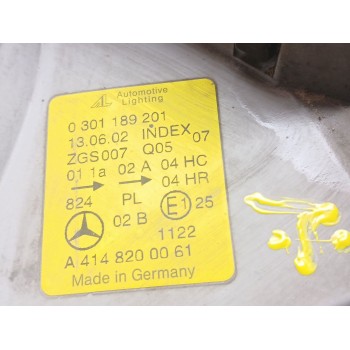 AL Automotive
Lighting
0 301 189 201
13.06.02 INDEX 07
ZGS007 Q05
01 1a 02 A 04 HC
→ → 04 HR
824 PL
02 B E1 25
1122
A 414 820 00 61
Made in Germany